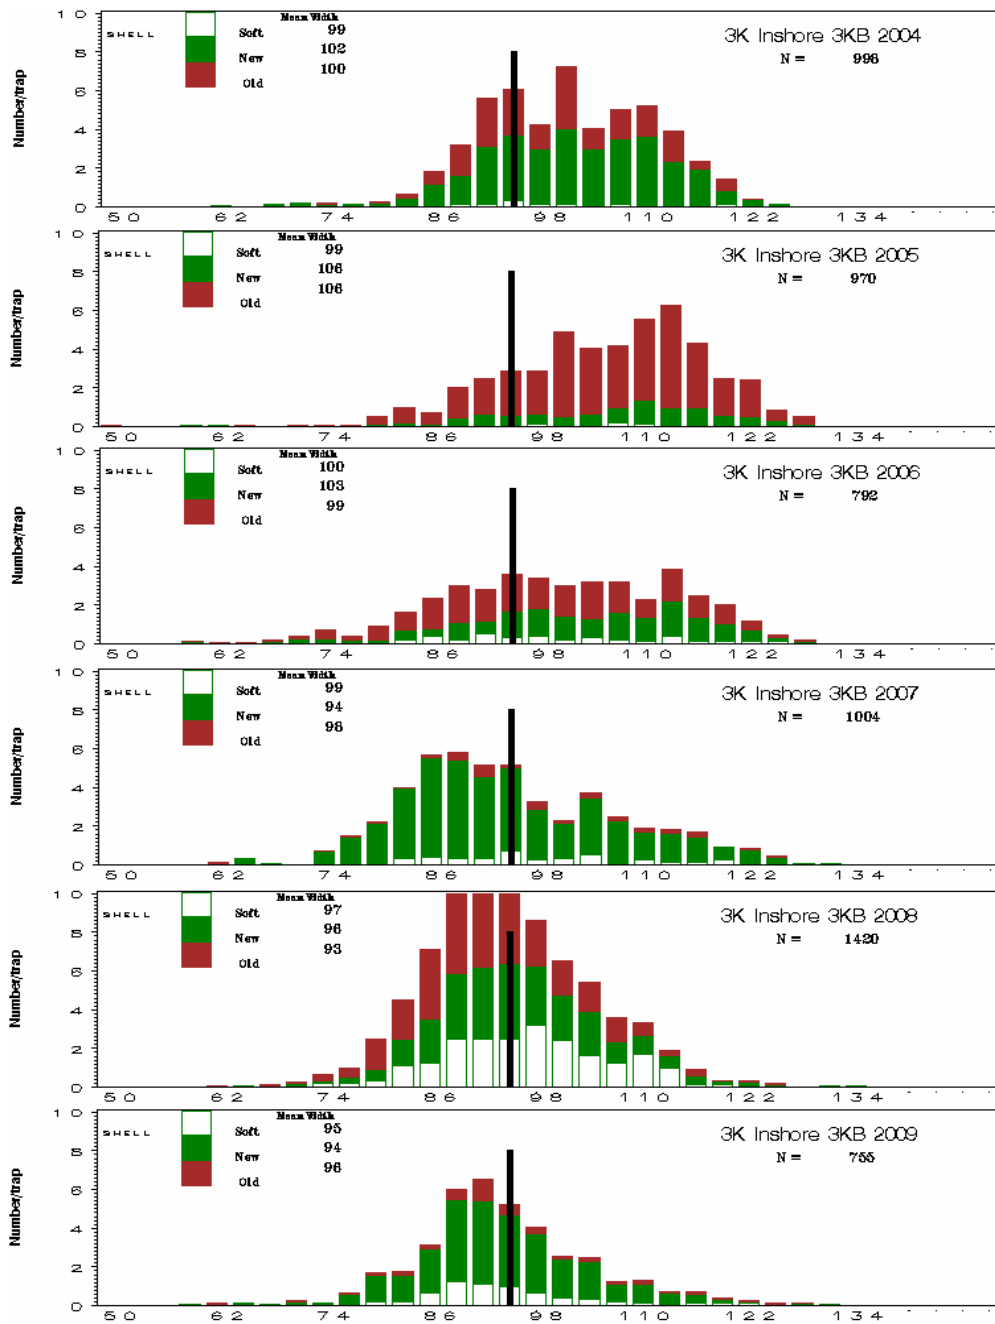 Number/trap
10
8
6
4
2
0
SHELL
Mean Width
Soft 99
New 102
Old 100
3K Inshore 3KB 2004
N = 998
50 62 74 86 98 110 122 134
Number/trap
10
8
6
4
2
0
SHELL
Mean Width
Soft 99
New 106
Old 106
3K Inshore 3KB 2005
N = 970
50 62 74 86 98 110 122 134
Number/trap
10
8
6
4
2
0
SHELL
Mean Width
Soft 100
New 103
Old 99
3K Inshore 3KB 2006
N = 792
50 62 74 86 98 110 122 134
Number/trap
10
8
6
4
2
0
SHELL
Mean Width
Soft 99
New 94
Old 98
3K Inshore 3KB 2007
N = 1004
50 62 74 86 98 110 122 134
Number/trap
10
8
6
4
2
0
SHELL
Mean Width
Soft 97
New 96
Old 93
3K Inshore 3KB 2008
N = 1420
50 62 74 86 98 110 122 134
Number/trap
10
8
6
4
2
0
SHELL
Mean Width
Soft 95
New 94
Old 96
3K Inshore 3KB 2009
N = 755
50 62 74 86 98 110 122 134